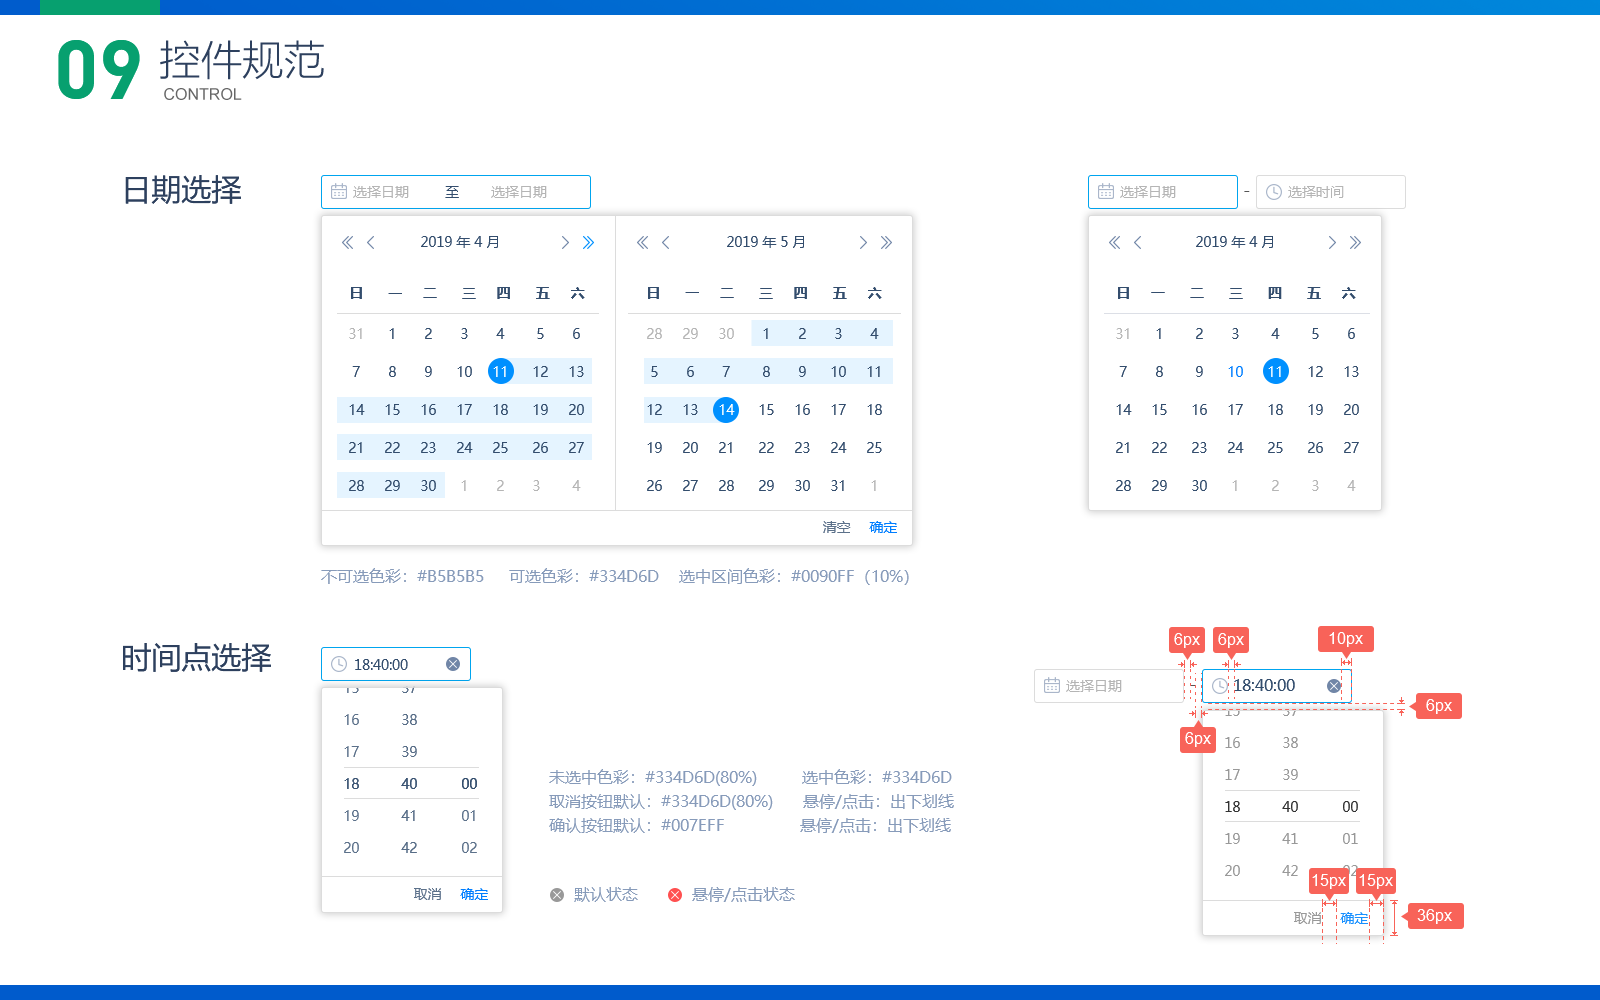 09 控件规范
CONTROL
日期选择
选择日期 至 选择日期
2019 年 4 月
日 一 二 三 四 五 六
31 1 2 3 4 5 6
7 8 9 10 11 12 13
14 15 16 17 18 19 20
21 22 23 24 25 26 27
28 29 30 1 2 3 4
2019 年 5 月
日 一 二 三 四 五 六
28 29 30 1 2 3 4
5 6 7 8 9 10 11
12 13 14 15 16 17 18
19 20 21 22 23 24 25
26 27 28 29 30 31 1
清空 确定
选择日期 - 选择时间
2019 年 4 月
日 一 二 三 四 五 六
31 1 2 3 4 5 6
7 8 9 10 11 12 13
14 15 16 17 18 19 20
21 22 23 24 25 26 27
28 29 30 1 2 3 4
不可选色彩：#B5B5B5 可选色彩：#334D6D 选中区间色彩：#0090FF（10%）
时间点选择
18:40:00
15 37
16 38
17 39
18 40 00
19 41 01
20 42 02
取消 确定
未选中色彩：#334D6D(80%) 选中色彩：#334D6D
取消按钮默认：#334D6D(80%) 悬停/点击：出下划线
确认按钮默认：#007EFF 悬停/点击：出下划线
默认状态 悬停/点击状态
6px 6px 10px
选择日期 - 18:40:00
6px
6px
15 37
16 38
17 39
18 40 00
19 41 01
20 42 02
15px 15px
取消 确定
36px